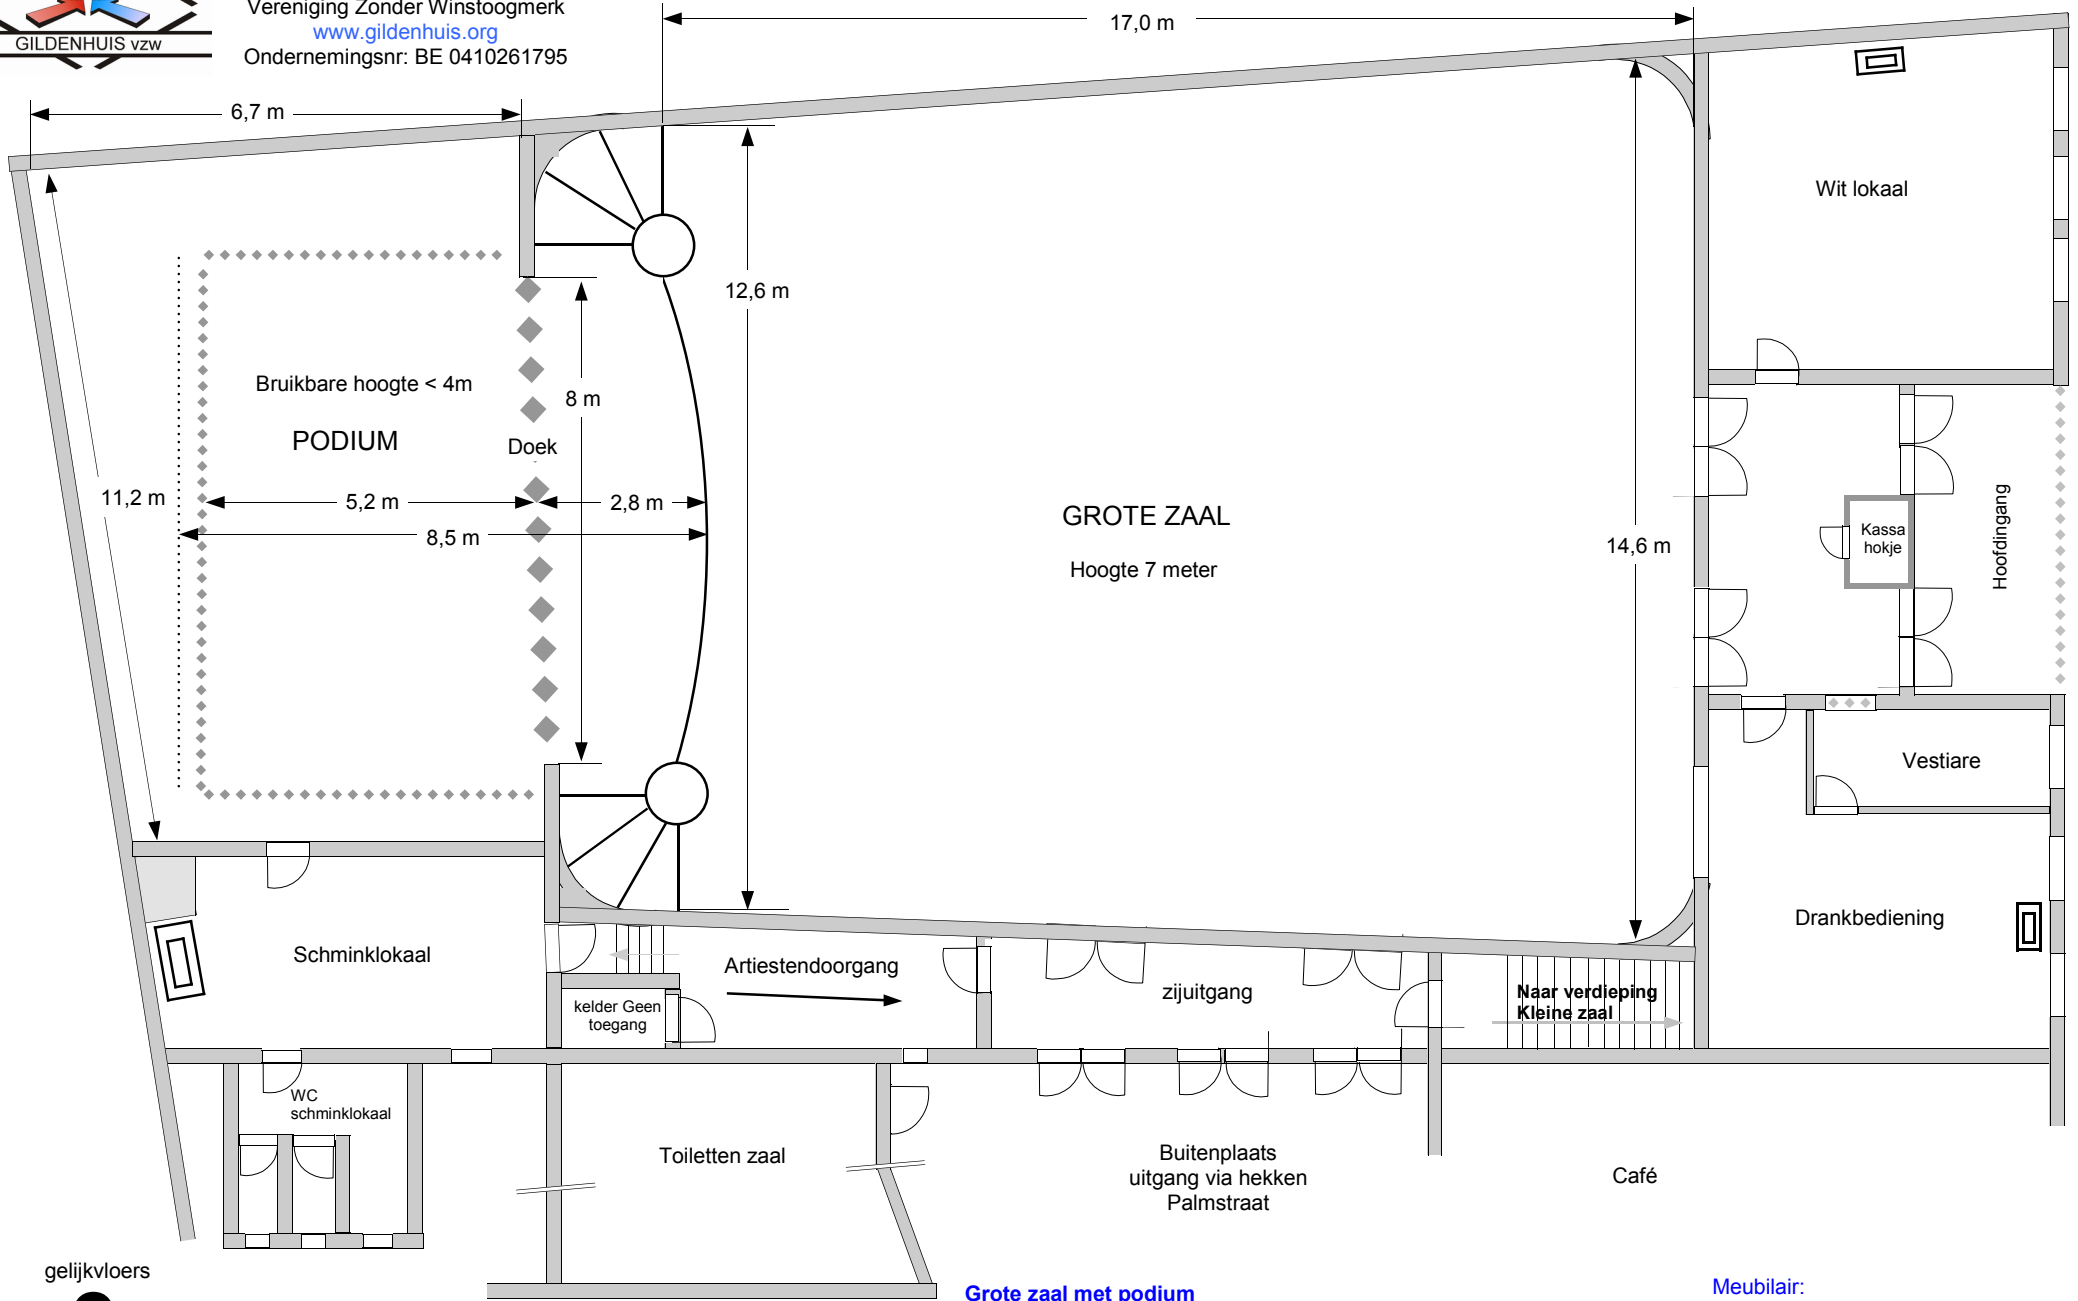 Vereniging Zonder Winstoogmerk
www.gildenhuis.org
Ondernemingsnr: BE 0410261795
GILDENHUIS vzw
17,0 m
6,7 m
Wit lokaal
12,6 m
Bruikbare hoogte < 4m
8 m
PODIUM
Doek
11,2 m
5,2 m
2,8 m
8,5 m
GROTE ZAAL
Hoogte 7 meter
14,6 m
Kassa
hokje
Hoofdingang
Vestiare
Drankbediening
Schminklokaal
Artiestendoorgang
zijuitgang
kelder Geen
toegang
Naar verdieping
Kleine zaal
WC
schminklokaal
Toiletten zaal
Buitenplaats
uitgang via hekken
Palmstraat
Café
gelijkvloers
Grote zaal met podium
Meubilair: